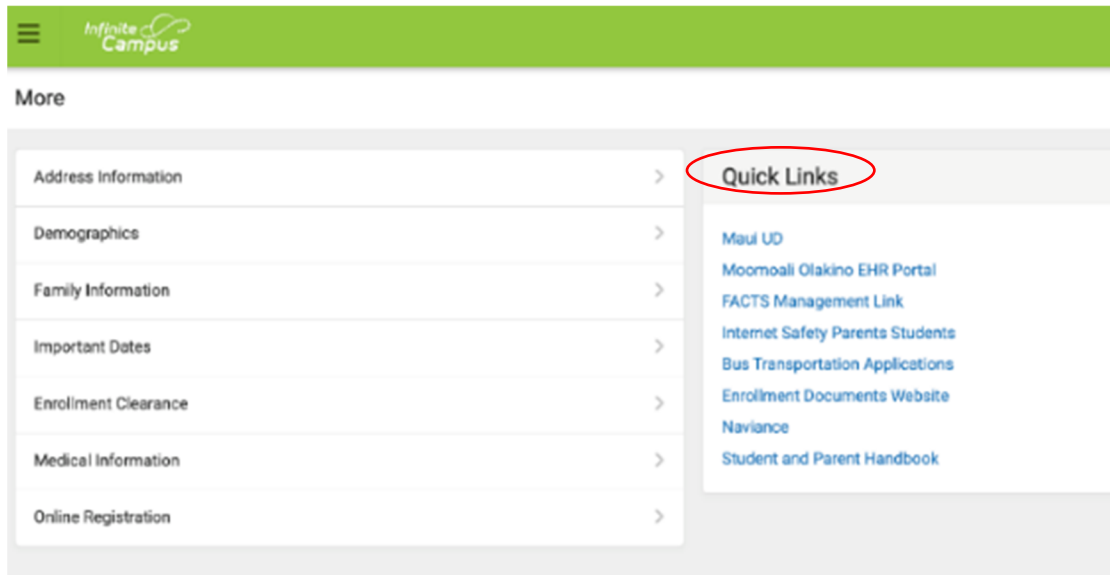 Infinite
Campus
More
Address Information
Demographics
Family Information
Important Dates
Enrollment Clearance
Medical Information
Online Registration
Quick Links
Maui UD
Moomoali Olakino EHR Portal
FACTS Management Link
Internet Safety Parents Students
Bus Transportation Applications
Enrollment Documents Website
Naviance
Student and Parent Handbook